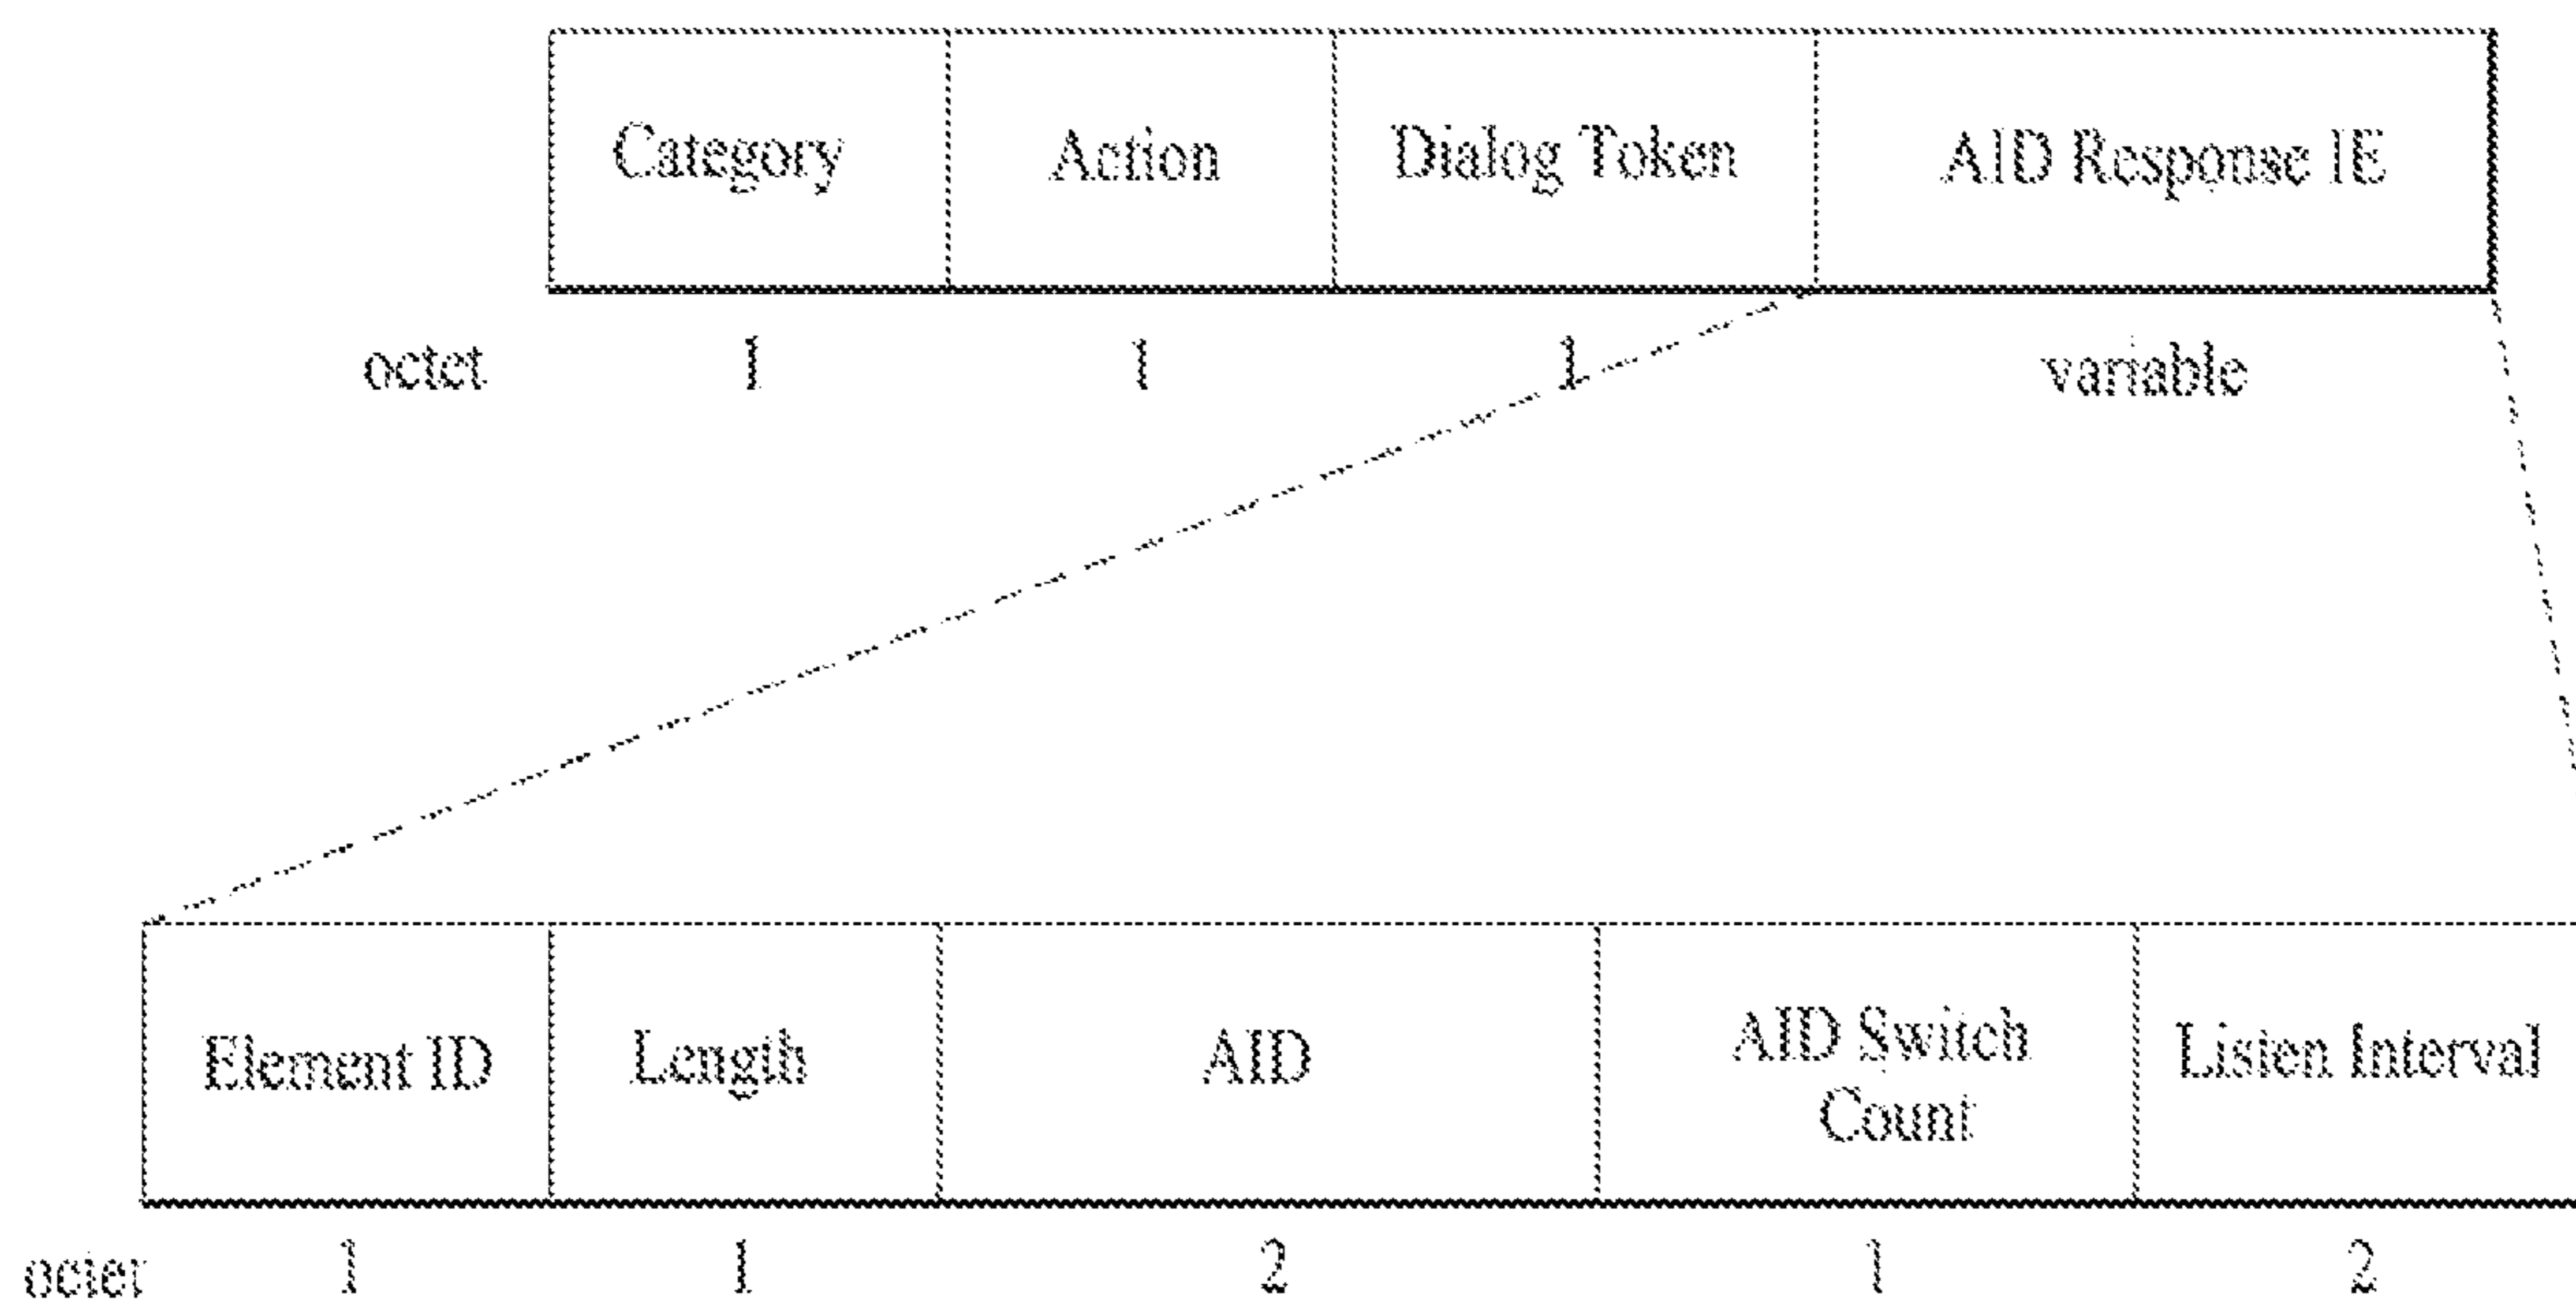 Category Action Dialog Token AID Response IE
octet 1 1 1 variable
Element ID Length AID AID Switch Count Listen Interval
octet 1 1 2 1 2